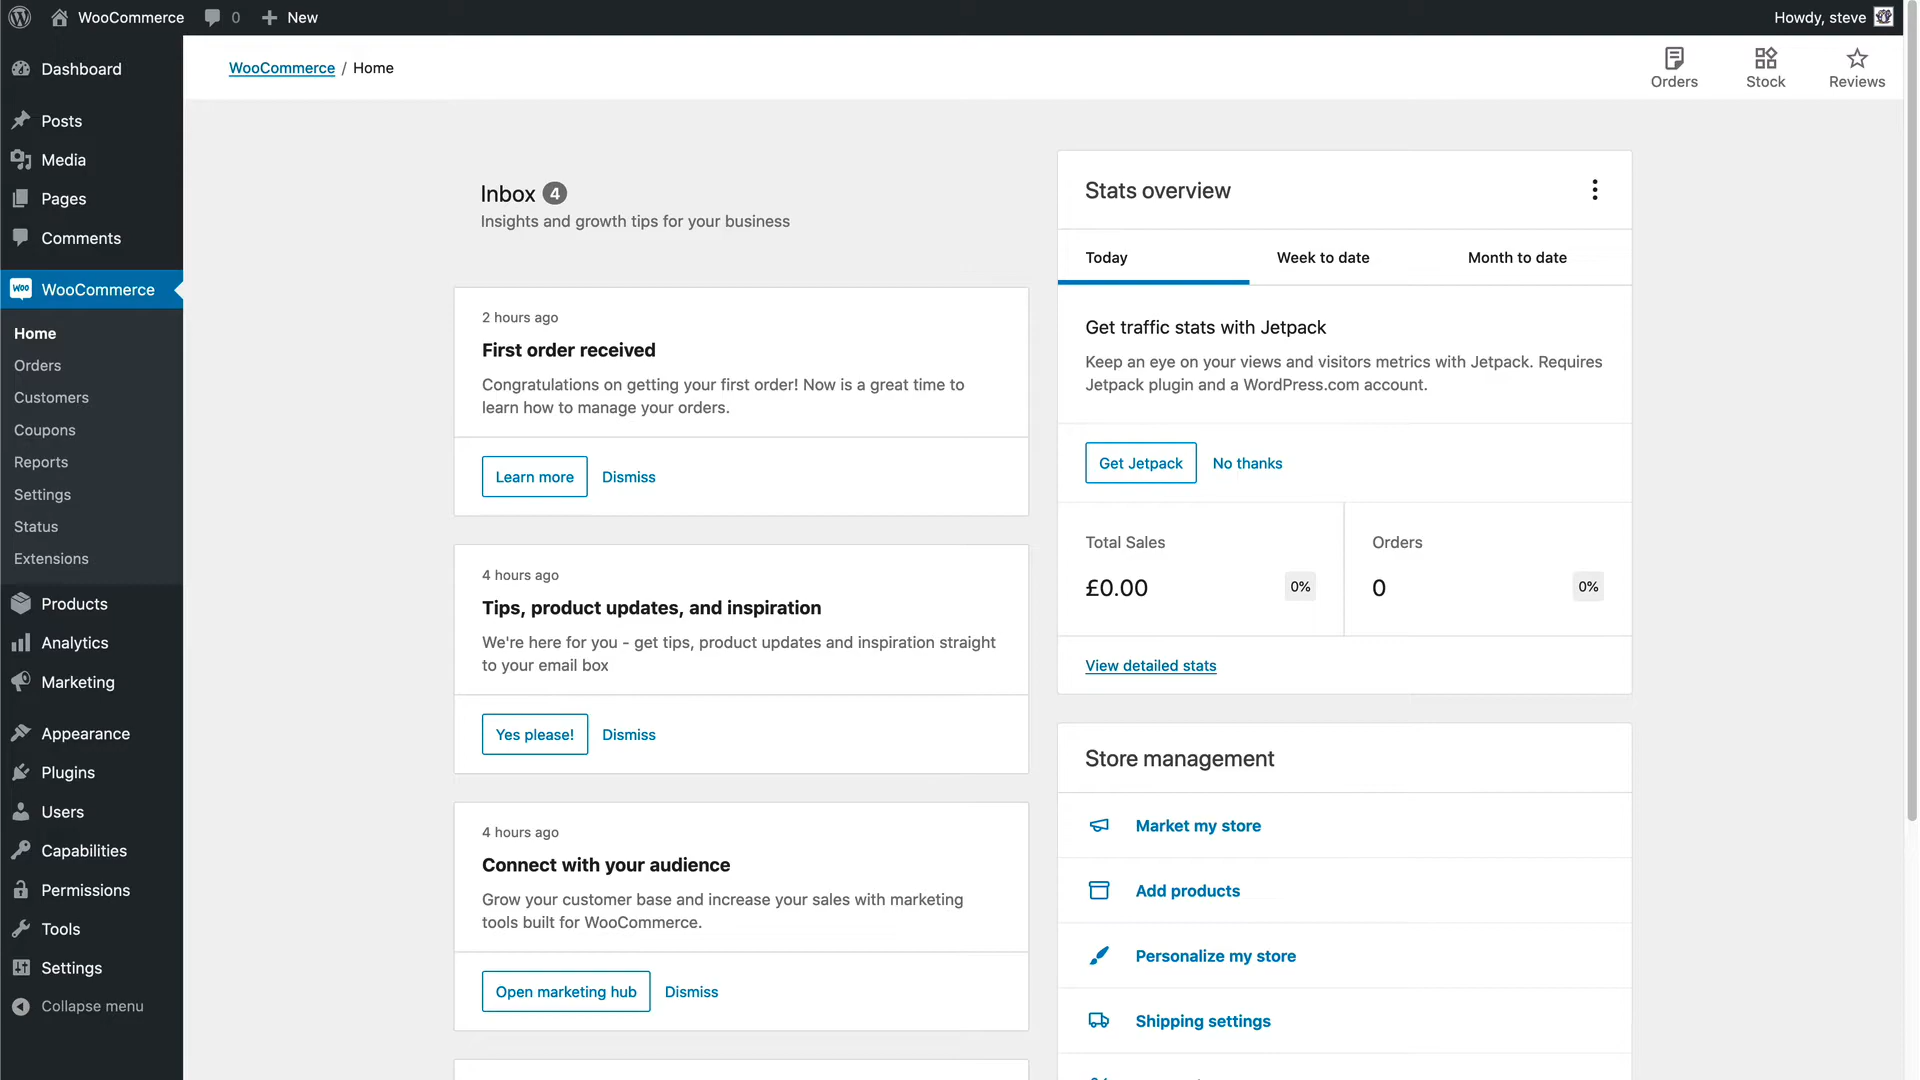 WooCommerce
0
New
Howdy, steve
Dashboard
Posts
Media
Pages
Comments
Woo
WooCommerce
Home
Orders
Customers
Coupons
Reports
Settings
Status
Extensions
Products
Analytics
Marketing
Appearance
Plugins
Users
Capabilities
Permissions
Tools
Settings
Collapse menu
WooCommerce / Home
Orders
Stock
Reviews
Inbox 4
Insights and growth tips for your business
2 hours ago
First order received
Congratulations on getting your first order! Now is a great time to
learn how to manage your orders.
Learn more
Dismiss
4 hours ago
Tips, product updates, and inspiration
We're here for you - get tips, product updates and inspiration straight
to your email box
Yes please!
Dismiss
4 hours ago
Connect with your audience
Grow your customer base and increase your sales with marketing
tools built for WooCommerce.
Open marketing hub
Dismiss
Stats overview
Today
Week to date
Month to date
Get traffic stats with Jetpack
Keep an eye on your views and visitors metrics with Jetpack. Requires
Jetpack plugin and a WordPress.com account.
Get Jetpack
No thanks
Total Sales
£0.00
0%
Orders
0
0%
View detailed stats
Store management
Market my store
Add products
Personalize my store
Shipping settings